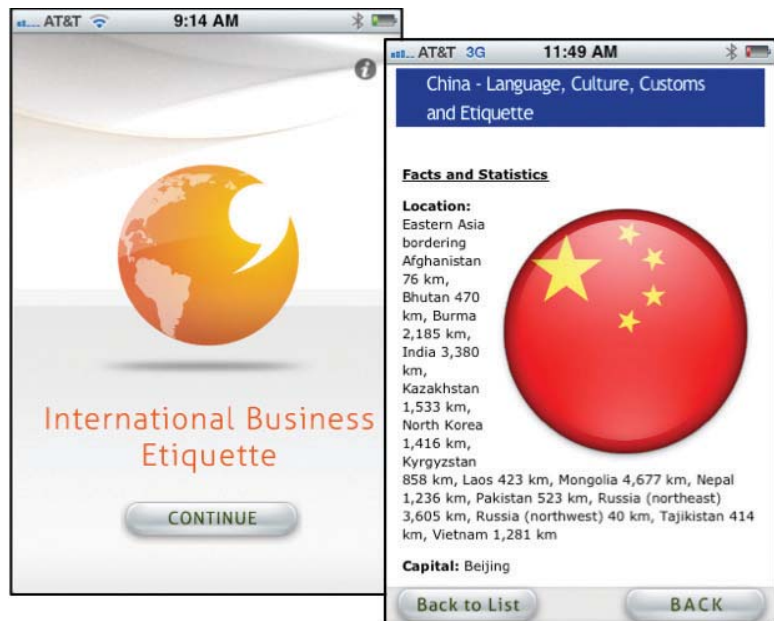 AT&T
9:14 AM
International Business
Etiquette
CONTINUE
AT&T 3G
11:49 AM
China - Language, Culture, Customs
and Etiquette
Facts and Statistics
Location:
Eastern Asia
bordering
Afghanistan
76 km,
Bhutan 470
km, Burma
2,185 km,
India 3,380
km,
Kazakhstan
1,533 km,
North Korea
1,416 km,
Kyrgyzstan
858 km, Laos 423 km, Mongolia 4,677 km, Nepal
1,236 km, Pakistan 523 km, Russia (northeast)
3,605 km, Russia (northwest) 40 km, Tajikistan 414
km, Vietnam 1,281 km
Capital: Beijing
Back to List
BACK